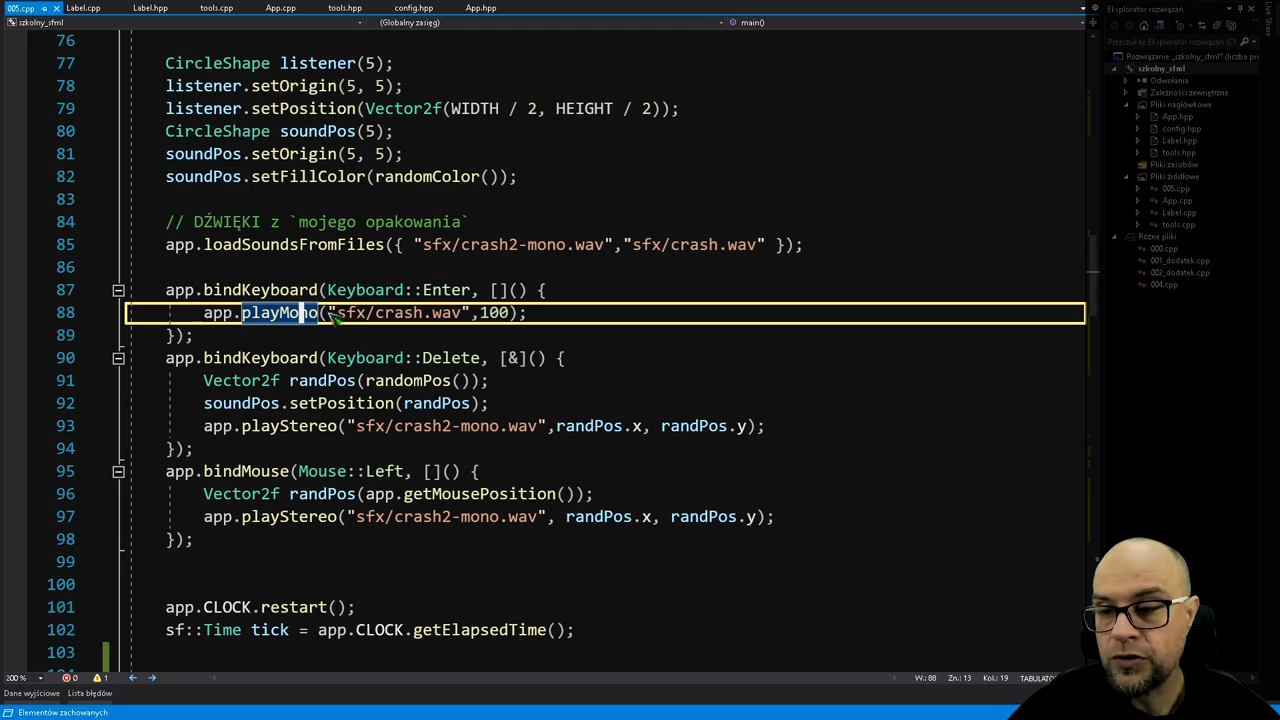 005.cpp Label.cpp Label.hpp tools.cpp App.cpp tools.hpp config.hpp App.hpp
szkolny_sfml (Globalny zasięg) main()
76
77 CircleShape listener(5);
78 listener.setOrigin(5, 5);
79 listener.setPosition(Vector2f(WIDTH / 2, HEIGHT / 2));
80 CircleShape soundPos(5);
81 soundPos.setOrigin(5, 5);
82 soundPos.setFillColor(randomColor());
83
84 // DŹWIĘKI z `mojego opakowania`
85 app.loadSoundsFromFiles({ "sfx/crash2-mono.wav","sfx/crash.wav" });
86
87 app.bindKeyboard(Keyboard::Enter, []() {
88 app.playMono("sfx/crash.wav",100);
89 });
90 app.bindKeyboard(Keyboard::Delete, [&]() {
91 Vector2f randPos(randomPos());
92 soundPos.setPosition(randPos);
93 app.playStereo("sfx/crash2-mono.wav",randPos.x, randPos.y);
94 });
95 app.bindMouse(Mouse::Left, []() {
96 Vector2f randPos(app.getMousePosition());
97 app.playStereo("sfx/crash2-mono.wav", randPos.x, randPos.y);
98 });
99
100
101 app.CLOCK.restart();
102 sf::Time tick = app.CLOCK.getElapsedTime();
103
200 % 0 1 W.: 88 Zn.: 13 Kol.: 19 TABULATO
Dane wyjściowe Lista błędów
Elementów zachowanych
Eksplorator rozwiązań
Przeszukaj: Eksplorator rozwiązań (
Rozwiązanie „szkolny_sfml" (liczba pr
szkolny_sfml
Odwołania
Zależności zewnętrzne
Pliki nagłówkowe
App.hpp
config.hpp
Label.hpp
tools.hpp
Pliki zasobów
Pliki źródłowe
005.cpp
App.cpp
Label.cpp
tools.cpp
Różne pliki
000.cpp
001_dodatek.cpp
002_dodatek.cpp
004.cpp
Live Share